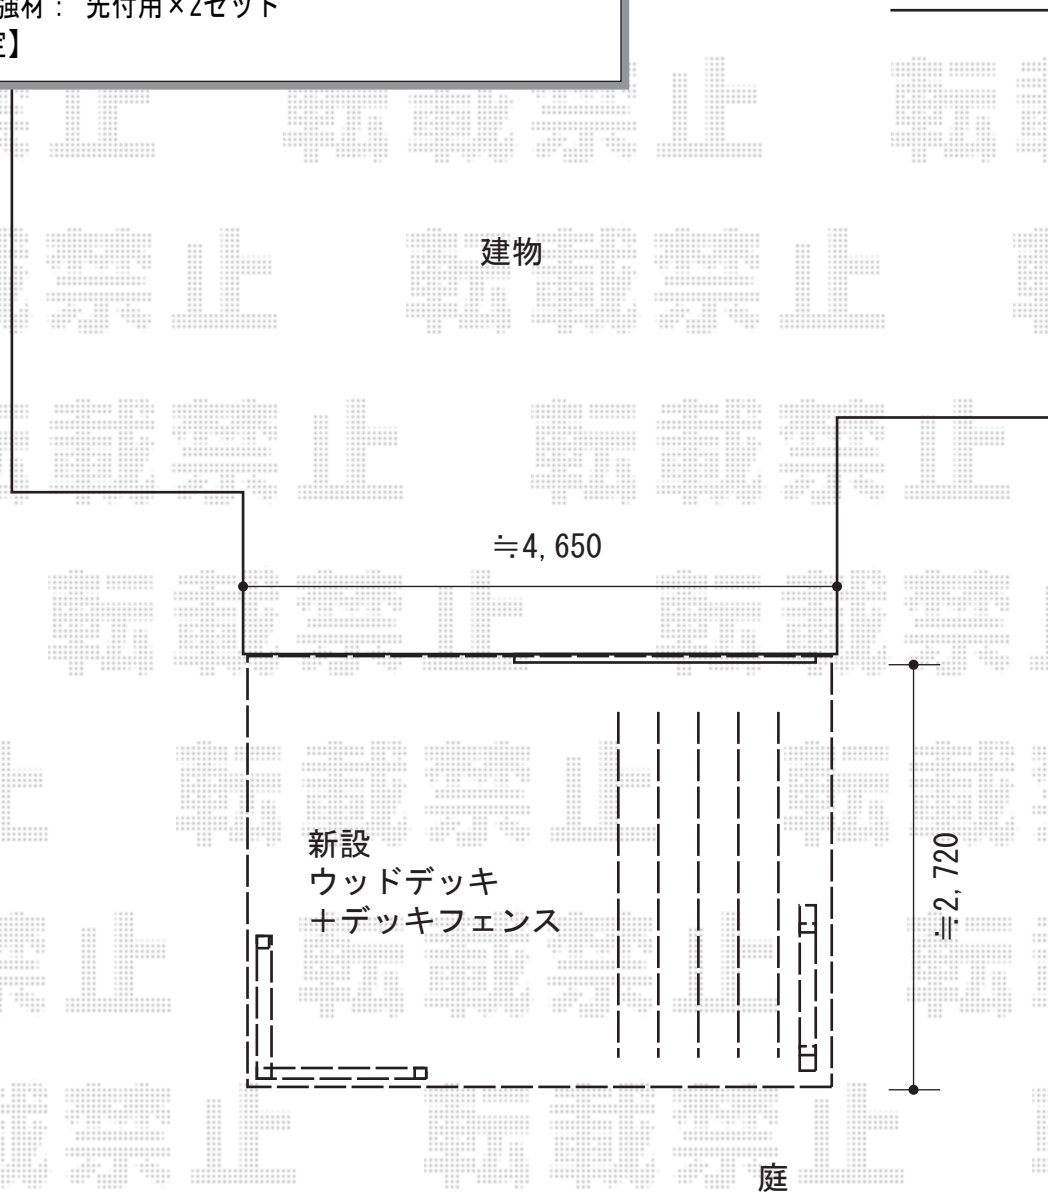 強材： 先付用×2セット
定】
建物
≒4,650
新設
ウッドデッキ
＋デッキフェンス
≒2,720
庭
転載禁止